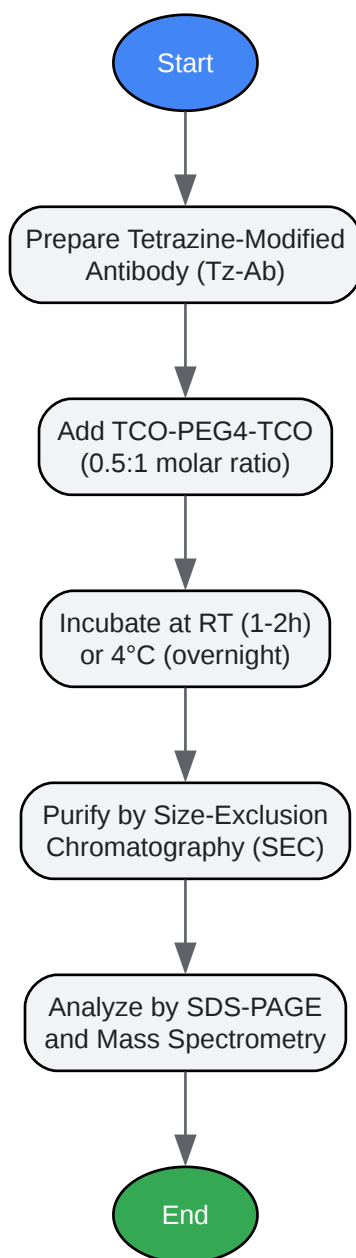 Start
Prepare Tetrazine-Modified
Antibody (Tz-Ab)
Add TCO-PEG4-TCO
(0.5:1 molar ratio)
Incubate at RT (1-2h)
or 4°C (overnight)
Purify by Size-Exclusion
Chromatography (SEC)
Analyze by SDS-PAGE
and Mass Spectrometry
End